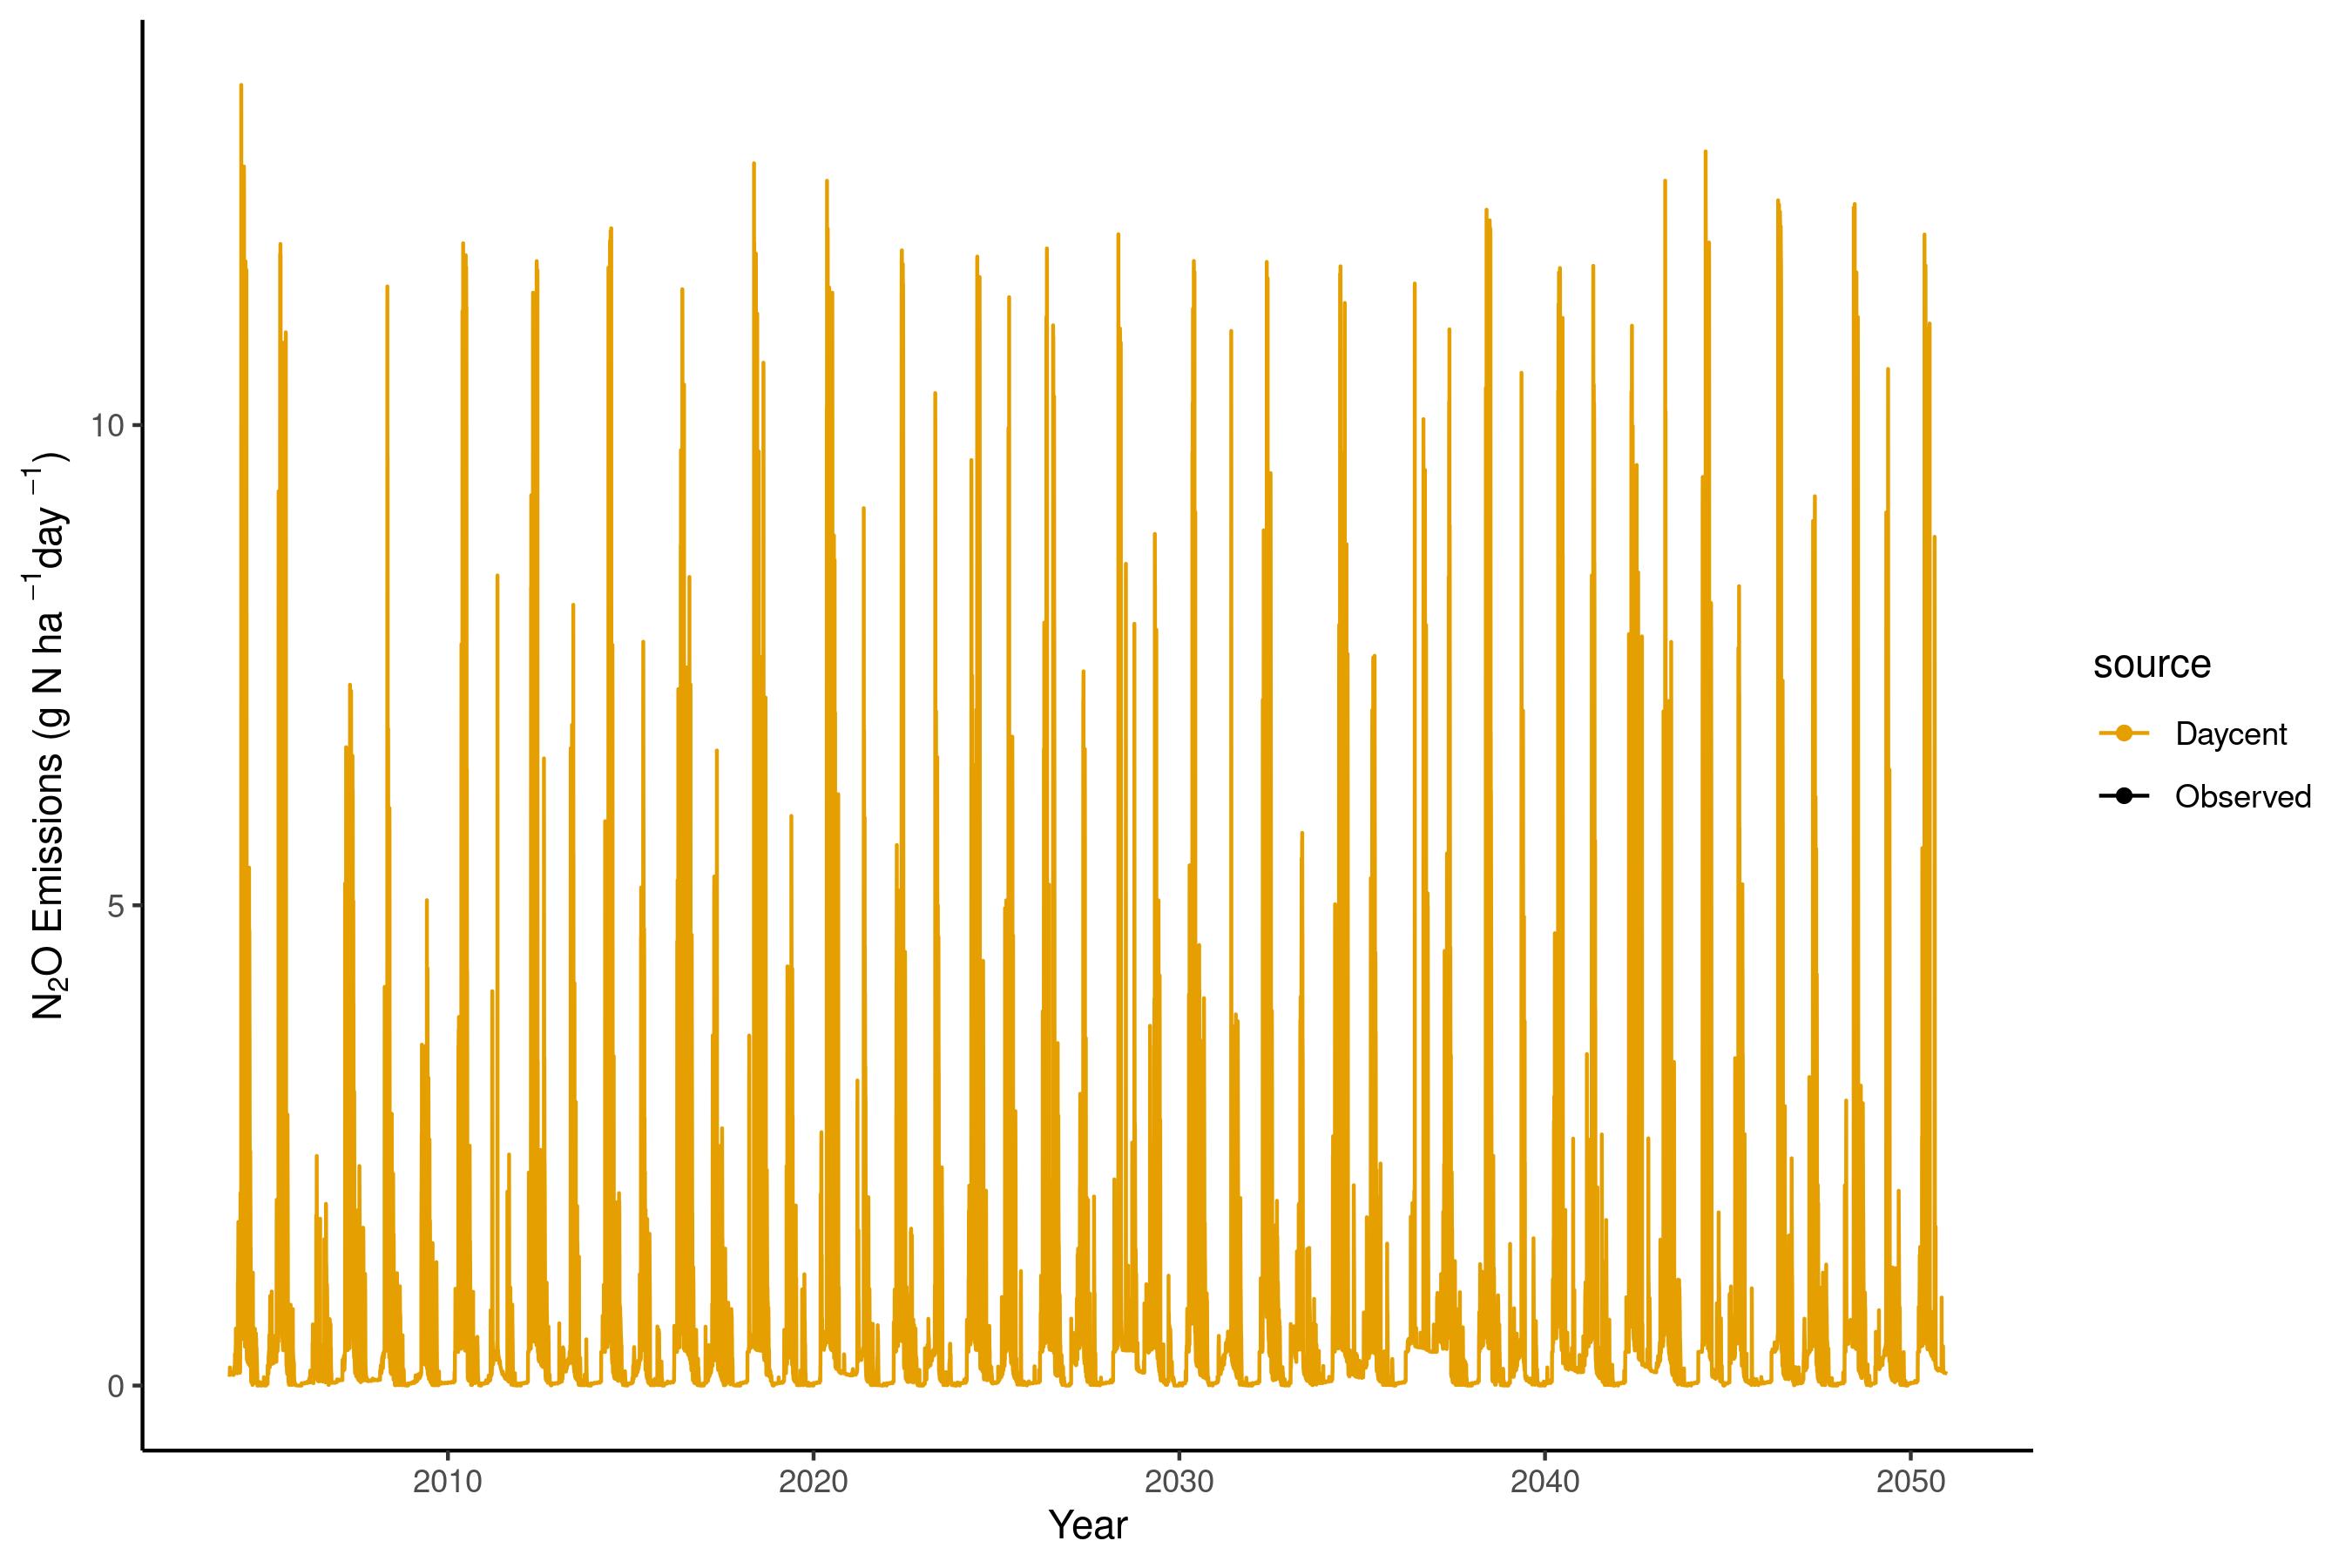 N₂O Emissions (g N ha ⁻¹day ⁻¹)
10
5
0
2010 2020 2030 2040 2050
Year
source
Daycent
Observed